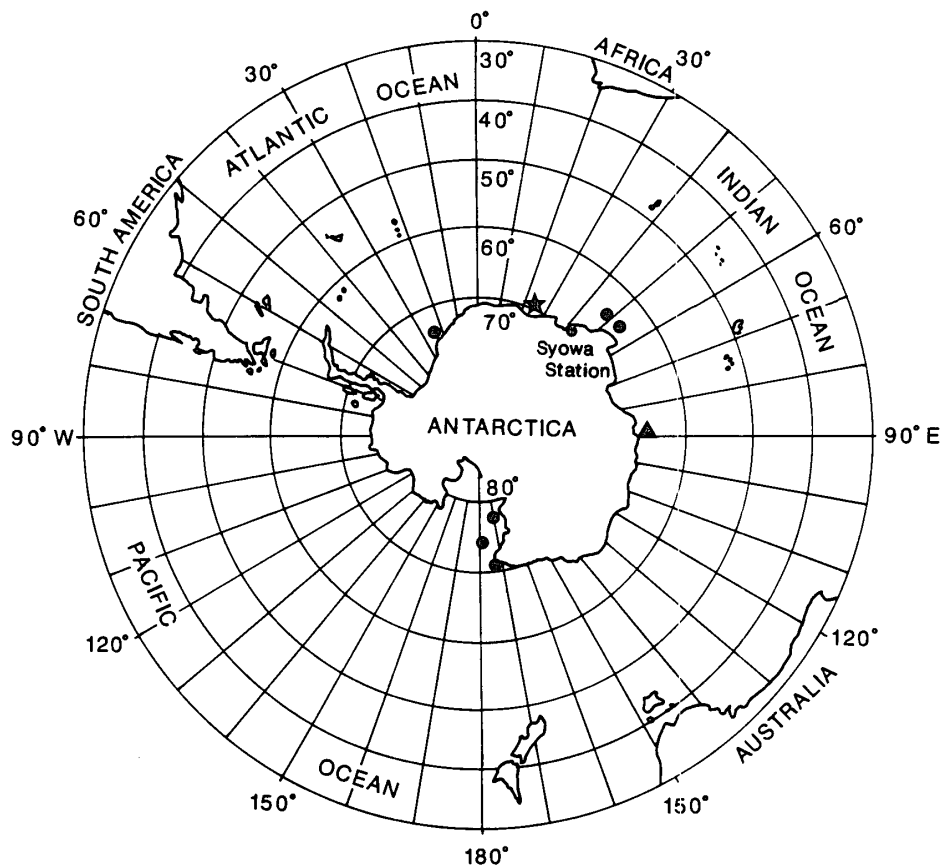 0°
30°
AFRICA
30°
OCEAN
30°
ATLANTIC
40°
SOUTH AMERICA
50°
INDIAN
60°
60°
60°
OCEAN
70°
Syowa
Station
90° W
ANTARCTICA
90° E
80°
PACIFIC
120°
120°
AUSTRALIA
OCEAN
150°
150°
180°